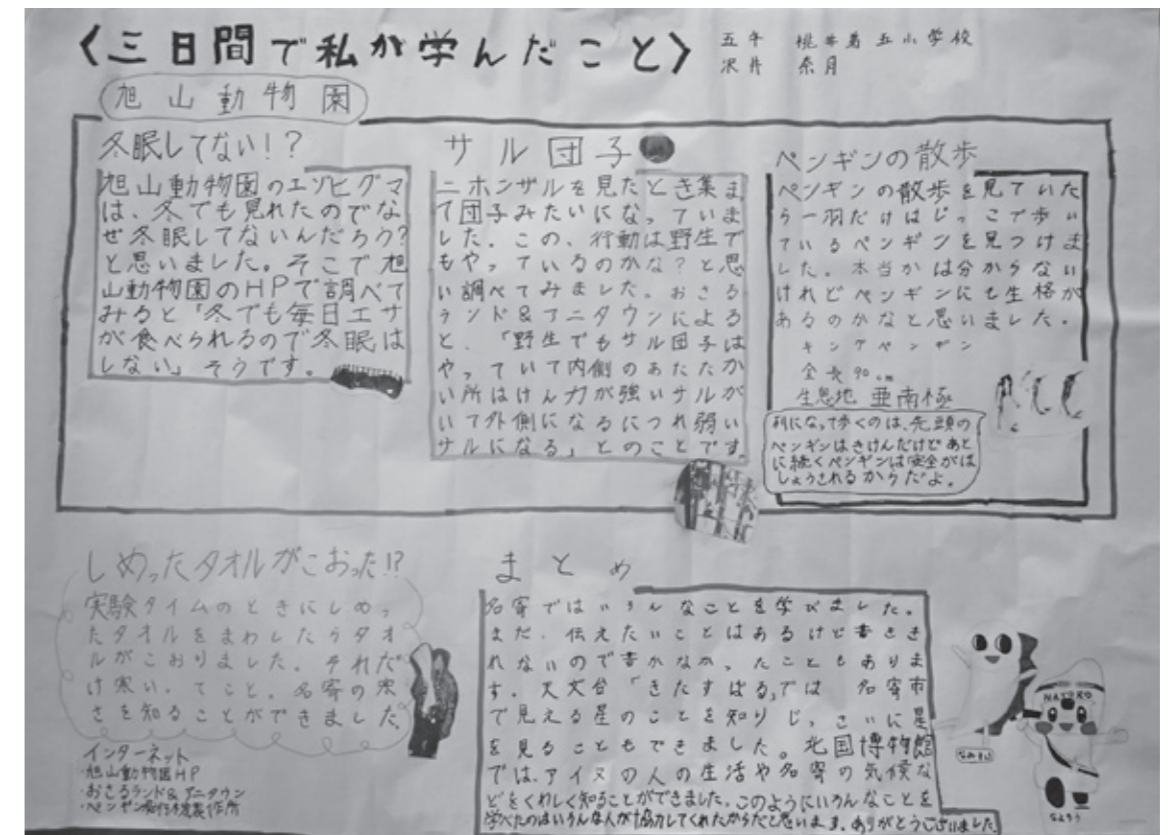 〈三日間で私が学んだこと〉
五年 桃井第五小学校
沢井 奈月
旭山動物園
冬眠してない!?
旭山動物園のエゾヒグマ
は、冬でも見れたのでな
ぜ冬眠してないんだろう?
と思いました。そこで旭
山動物園のHPで調べて
みると「冬でも毎日エサ
が食べられるので冬眠は
しない」そうです。
サル団子
ニホンザルを見たとき集ま
て団子みたいになっていま
した。この、行動は野生で
もやっているのかな?と思
い調べてみました。おさる
ランド&アニタウンによる
と、「野生でもサル団子は
やっていて内側のあたたか
い所はけん力が強いサルが
いて外側になるにつれ弱い
サルになる」とのことです。
ペンギンの散歩
ペンギンの散歩を見ていた
ら一羽だけはじっこで歩い
ているペンギンを見つけま
した。本当かは分からない
けれどペンギンにも生格が
あるのかなと思いました。
キングペンギン
全長90cm
生息地 亜南極
列になって歩くのは、先頭の
ペンギンはきけんだけどあと
に続くペンギンは安全がほ
しょうされるからだよ。
しめったタオルがこおった!?
実験タイムのときにしめっ
たタオルをまわしたらタオ
ルがこおりました。それだ
け寒いってこと。名寄の寒
さを知ることができました。
インターネット
・旭山動物園HP
・おさるランド&アニタウン
・ペンギン
まとめ
名寄ではいろんなことを学びました。
まだ、伝えたいことはあるけど書きき
れないので書かなかったこともありま
す。天文台「きたすばる」では 名寄市
で見える星のことを知りじっさいに星
を見ることもできました。北国博物館
では、アイヌの人の生活や名寄の気候な
どをくわしく知ることができました。このようにいろんなことを
学べたのはいろんな人が協力してくれたからだと思います。ありがとうございました。
NAYORO
なみすけ
なよろう